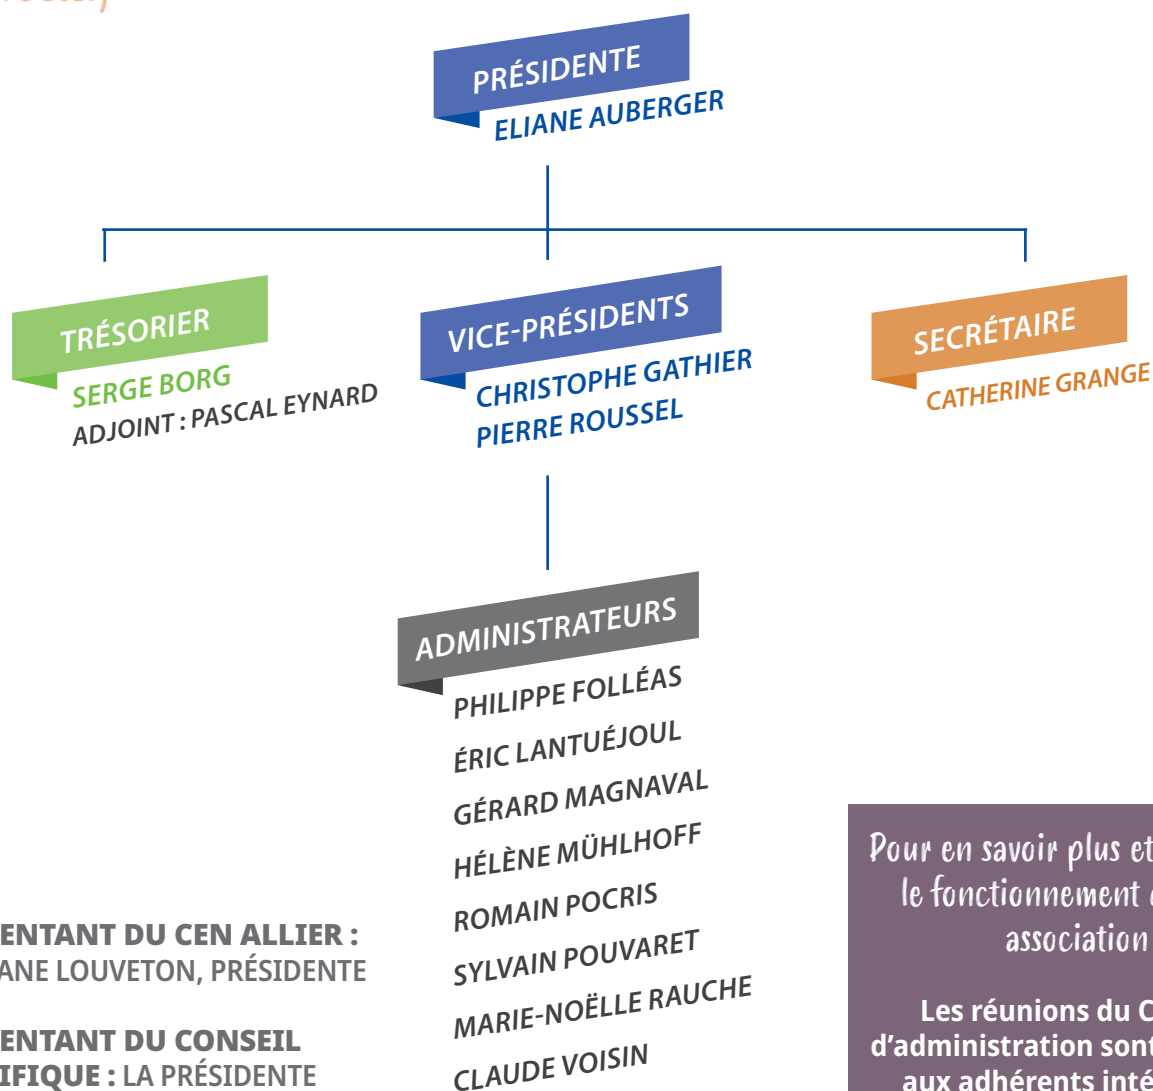 PRÉSIDENTE
ELIANE AUBERGER
TRÉSORIER
SERGE BORG
ADJOINT : PASCAL EYNARD
VICE-PRÉSIDENTS
CHRISTOPHE GATHIER
PIERRE ROUSSEL
SECRÉTAIRE
CATHERINE GRANGE
ADMINISTRATEURS
PHILIPPE FOLLÉAS
ÉRIC LANTUÉJOUL
GÉRARD MAGNAVAL
HÉLÈNE MÜHLHOFF
ROMAIN POCRIS
SYLVAIN POUVARET
MARIE-NOËLLE RAUCHE
CLAUDE VOISIN
ENTANT DU CEN ALLIER :
ANE LOUVETON, PRÉSIDENTE
ENTANT DU CONSEIL
IFIQUE : LA PRÉSIDENTE
Pour en savoir plus et
le fonctionnement
association
Les réunions du C
d'administration sont
aux adhérents inté